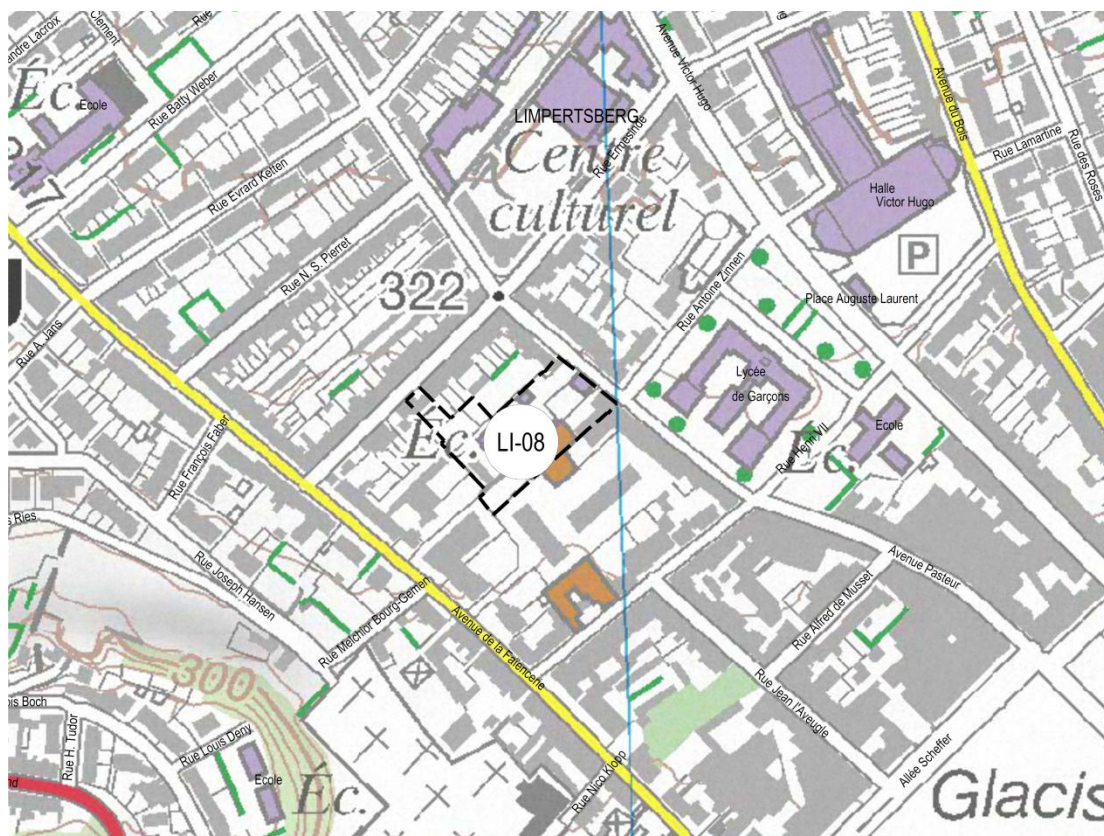 Clement
Avenue Victor Hugo
Éc.
Ecole
Rue Batty Weber
LIMPERTSBERG
Centre
culturel
Rue Ermesinde
Avenue du Bois
Rue Lamartine
Rue des Roses
Rue Evrard Ketten
Halle
Victor Hugo
P
Rue N. S. Pierret
322
Rue Antoine Zinnen
Place Auguste Laurent
Rue A. Jans
Lycée
de Garçons
Rue François Faber
Éc.
LI-08
Ecole
Éc.
Rue Henri VII
Ries
Rue Joseph Hansen
Avenue Pasteur
Rue Melchior Bourg-Gemen
Rue Alfred de Musset
Avenue de la Faïencerie
300
Rue Jean l'Aveugle
Boch
Rue H. Tudor
Rue Louis Deny
Ecole
Éc.
Rue Nico Klopp
Allée Scheffer
Glacis